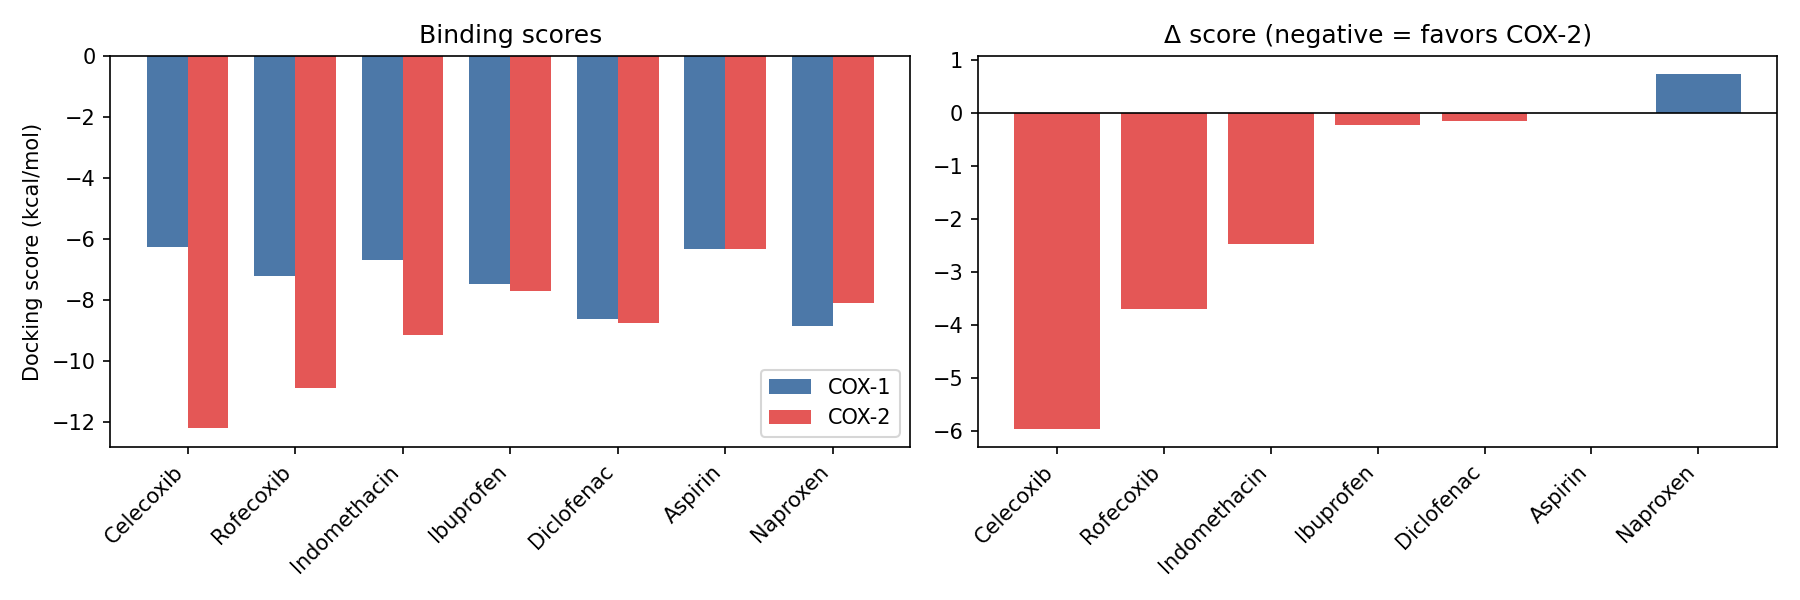 Binding scores
Docking score (kcal/mol)
0
−2
−4
−6
−8
−10
−12
COX-1
COX-2
Celecoxib
Rofecoxib
Indomethacin
Ibuprofen
Diclofenac
Aspirin
Naproxen
Δ score (negative = favors COX-2)
1
0
−1
−2
−3
−4
−5
−6
Celecoxib
Rofecoxib
Indomethacin
Ibuprofen
Diclofenac
Aspirin
Naproxen